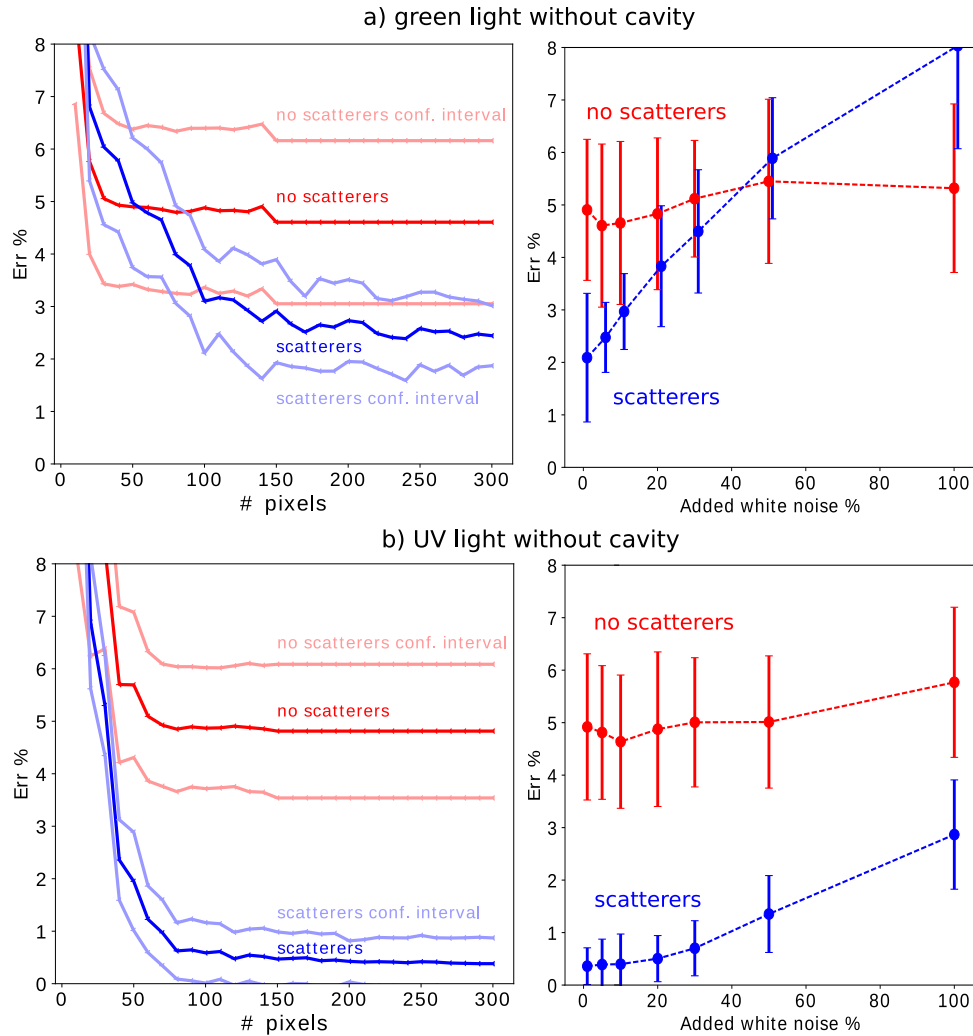 a) green light without cavity
8
7
6
5
4
3
2
1
0
Err %
no scatterers conf. interval
no scatterers
scatterers
scatterers conf. interval
0 50 100 150 200 250 300
# pixels
8
7
6
5
4
3
2
1
0
Err %
no scatterers
scatterers
0 20 40 60 80 100
Added white noise %
b) UV light without cavity
8
7
6
5
4
3
2
1
0
Err %
no scatterers conf. interval
no scatterers
scatterers conf. interval
scatterers
0 50 100 150 200 250 300
# pixels
8
7
6
5
4
3
2
1
0
Err %
no scatterers
scatterers
0 20 40 60 80 100
Added white noise %